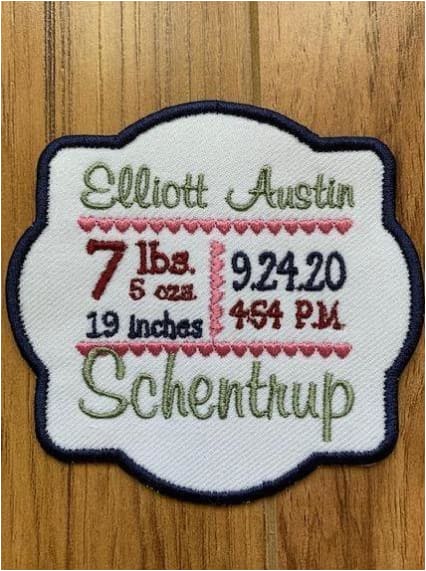 Elliott Austin
7 lbs.
5 ozs.
19 inches
9.24.20
4:54 P.M.
Schentrup